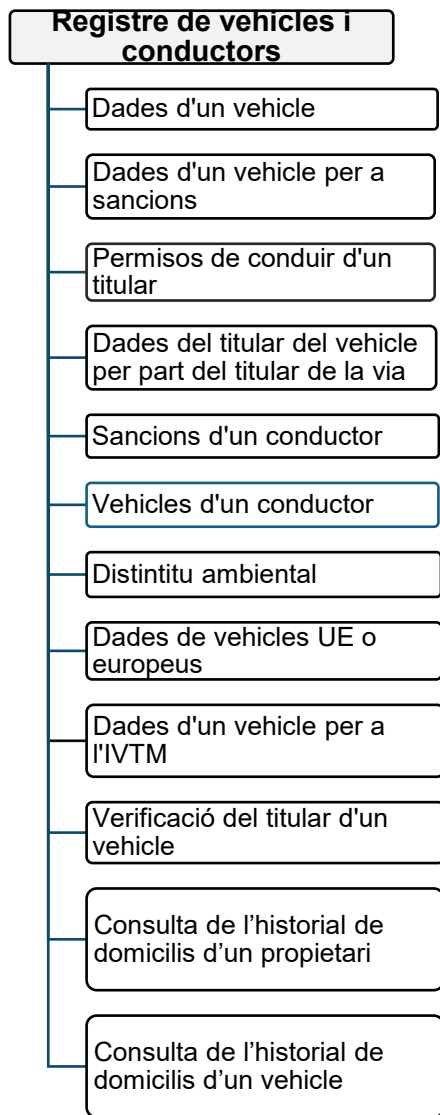 Registre de vehicles i
conductors
Dades d'un vehicle
Dades d'un vehicle per a
sancions
Permisos de conduir d'un
titular
Dades del titular del vehicle
per part del titular de la via
Sancions d'un conductor
Vehicles d'un conductor
Distintitu ambiental
Dades de vehicles UE o
europeus
Dades d'un vehicle per a
l'IVTM
Verificació del titular d'un
vehicle
Consulta de l’historial de
domicilis d’un propietari
Consulta de l’historial de
domicilis d’un vehicle